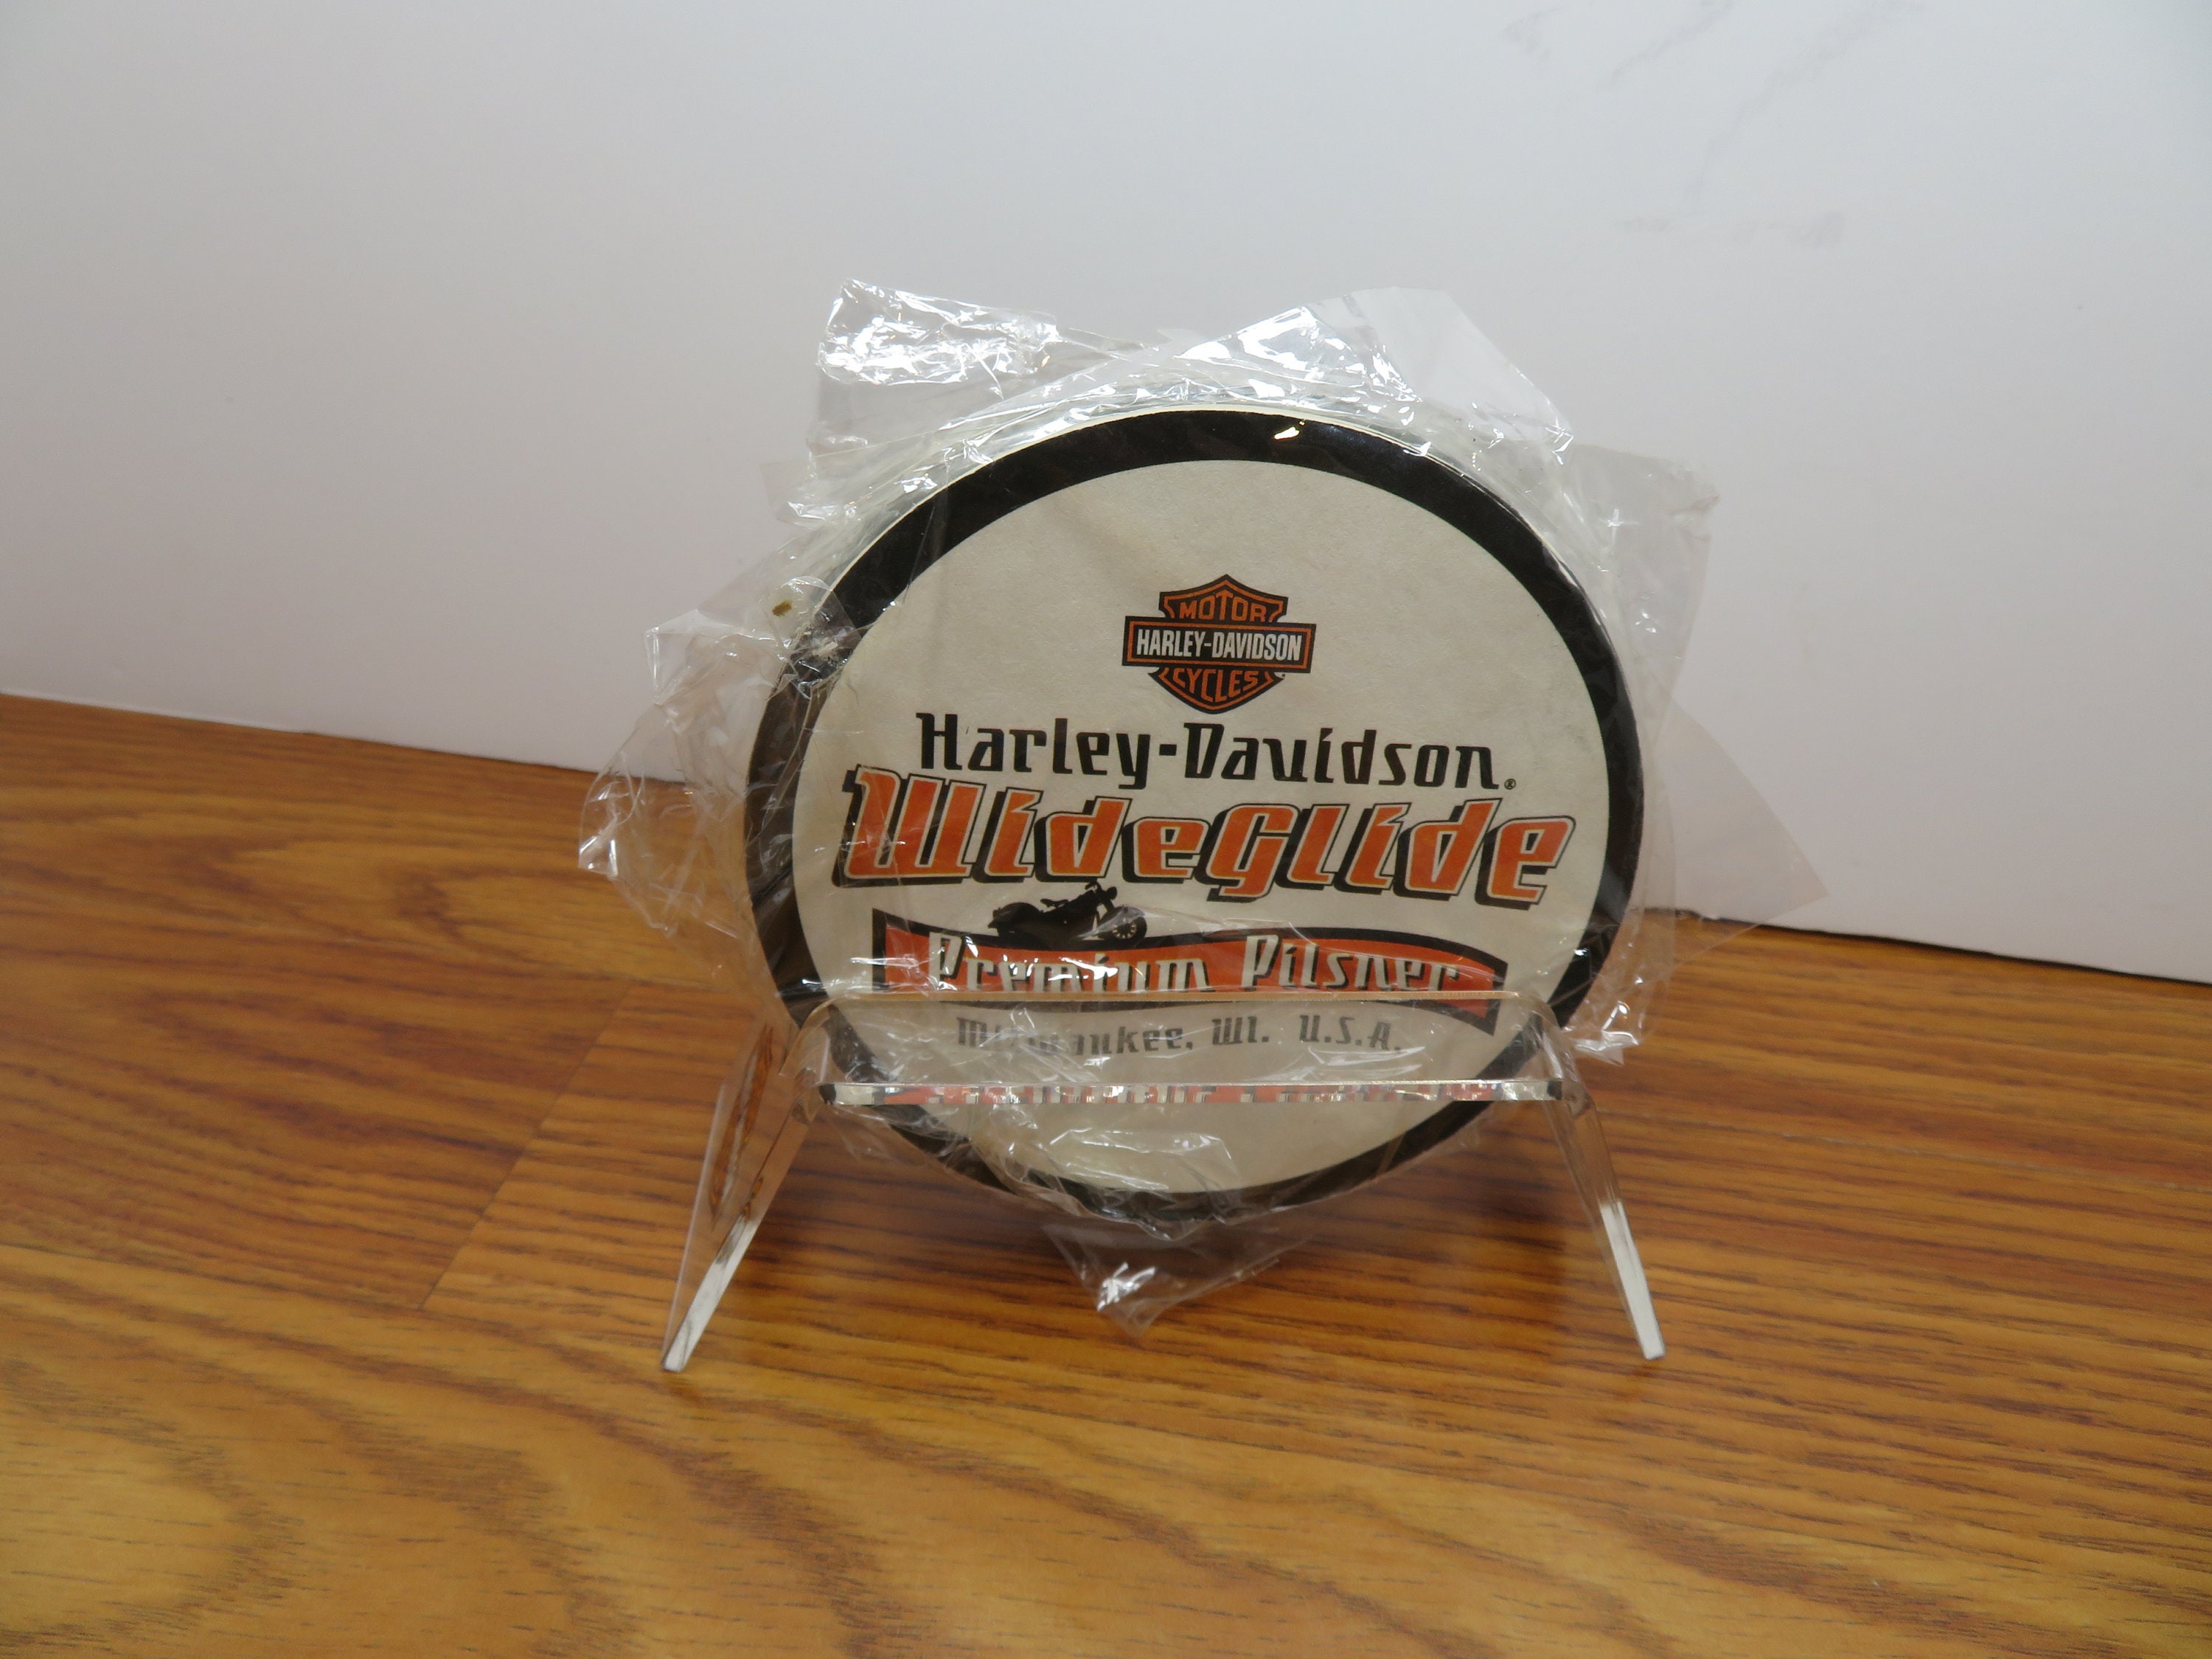 MOTOR
HARLEY-DAVIDSON
CYCLES
Harley-Davidson®
WideGlide
Premium Pilsner
Milwaukee, WI. U.S.A.